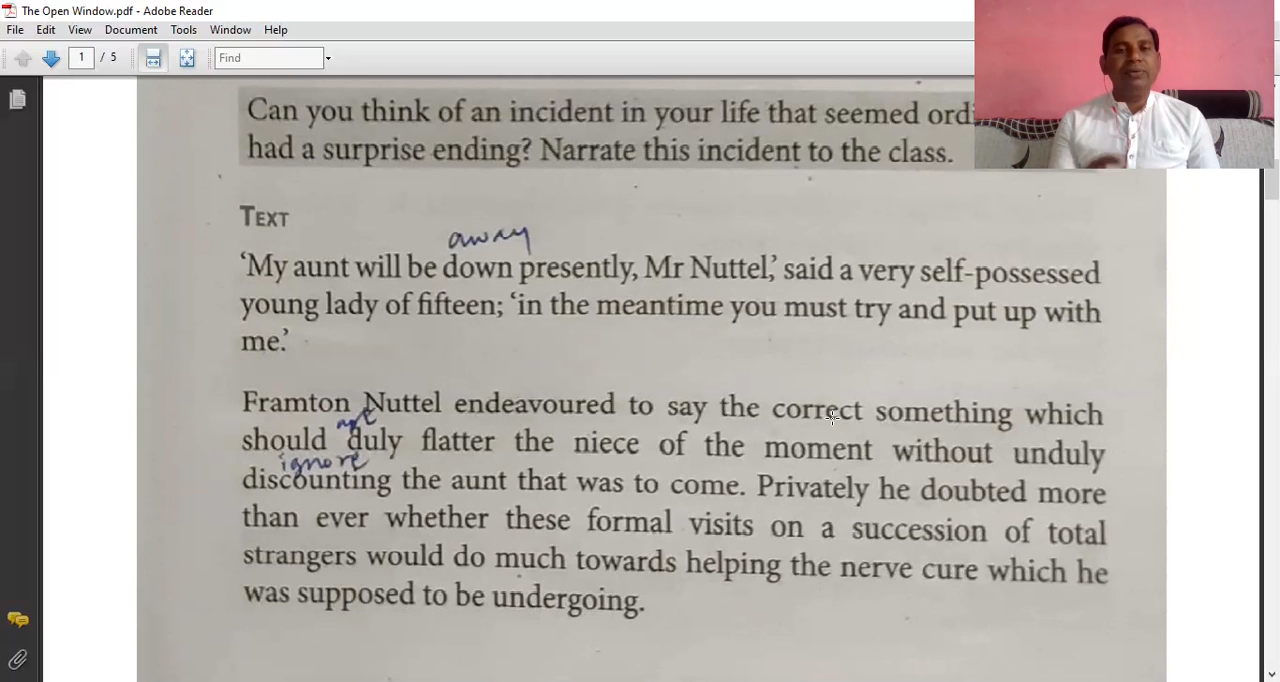 The Open Window.pdf - Adobe Reader
File Edit View Document Tools Window Help
1 / 5 Find
Can you think of an incident in your life that seemed
had a surprise ending? Narrate this incident to the class.
TEXT
away
‘My aunt will be down presently, Mr Nuttel,’ said a very self-possessed
young lady of fifteen; ‘in the meantime you must try and put up with
me.’
Framton Nuttel endeavoured to say the correct something which
should duly flatter the niece of the moment without unduly
ignore
discounting the aunt that was to come. Privately he doubted more
than ever whether these formal visits on a succession of total
strangers would do much towards helping the nerve cure which he
was supposed to be undergoing.